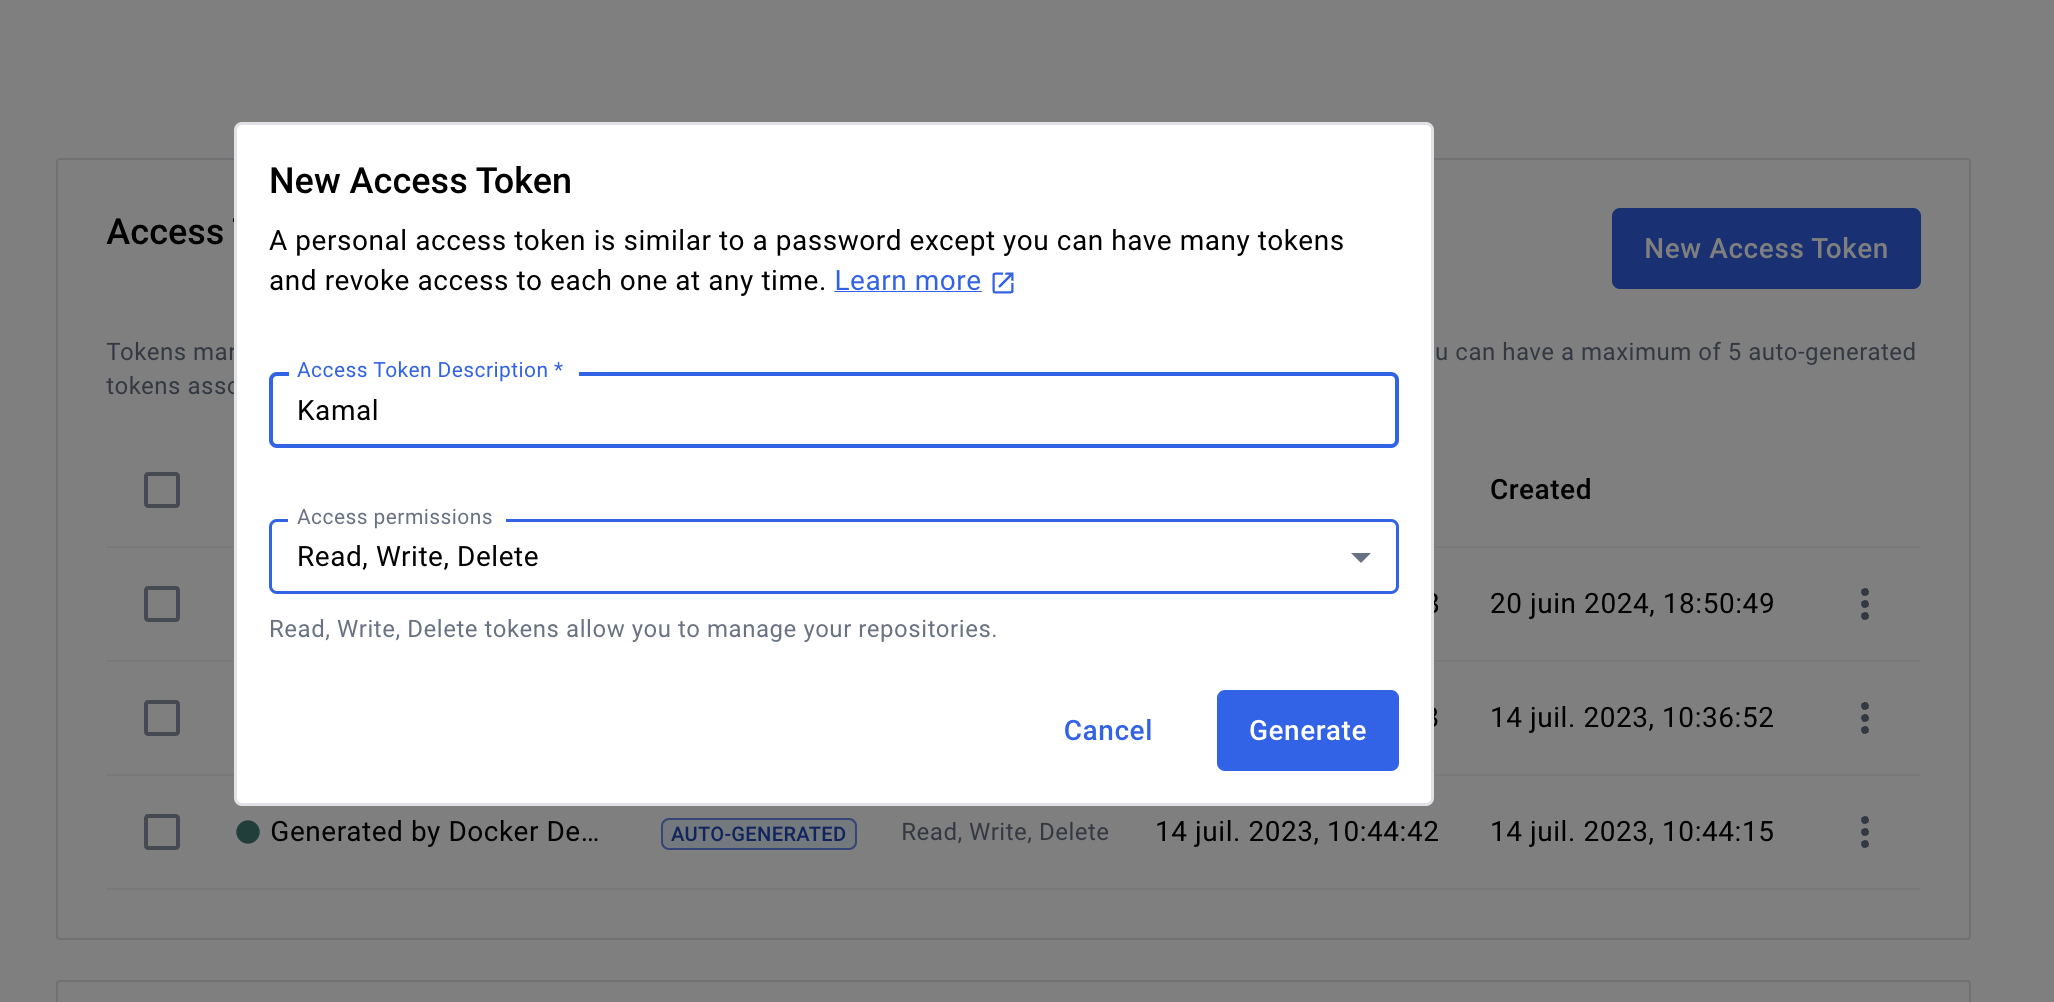 New Access Token
A personal access token is similar to a password except you can have many tokens
and revoke access to each one at any time. Learn more
Access Token Description *
Kamal
Access permissions
Read, Write, Delete
Read, Write, Delete tokens allow you to manage your repositories.
Cancel Generate
Access
New Access Token
Tokens
can have a maximum of 5 auto-generated
tokens
Created
20 juin 2024, 18:50:49
14 juil. 2023, 10:36:52
Generated by Docker De... AUTO-GENERATED Read, Write, Delete 14 juil. 2023, 10:44:42 14 juil. 2023, 10:44:15